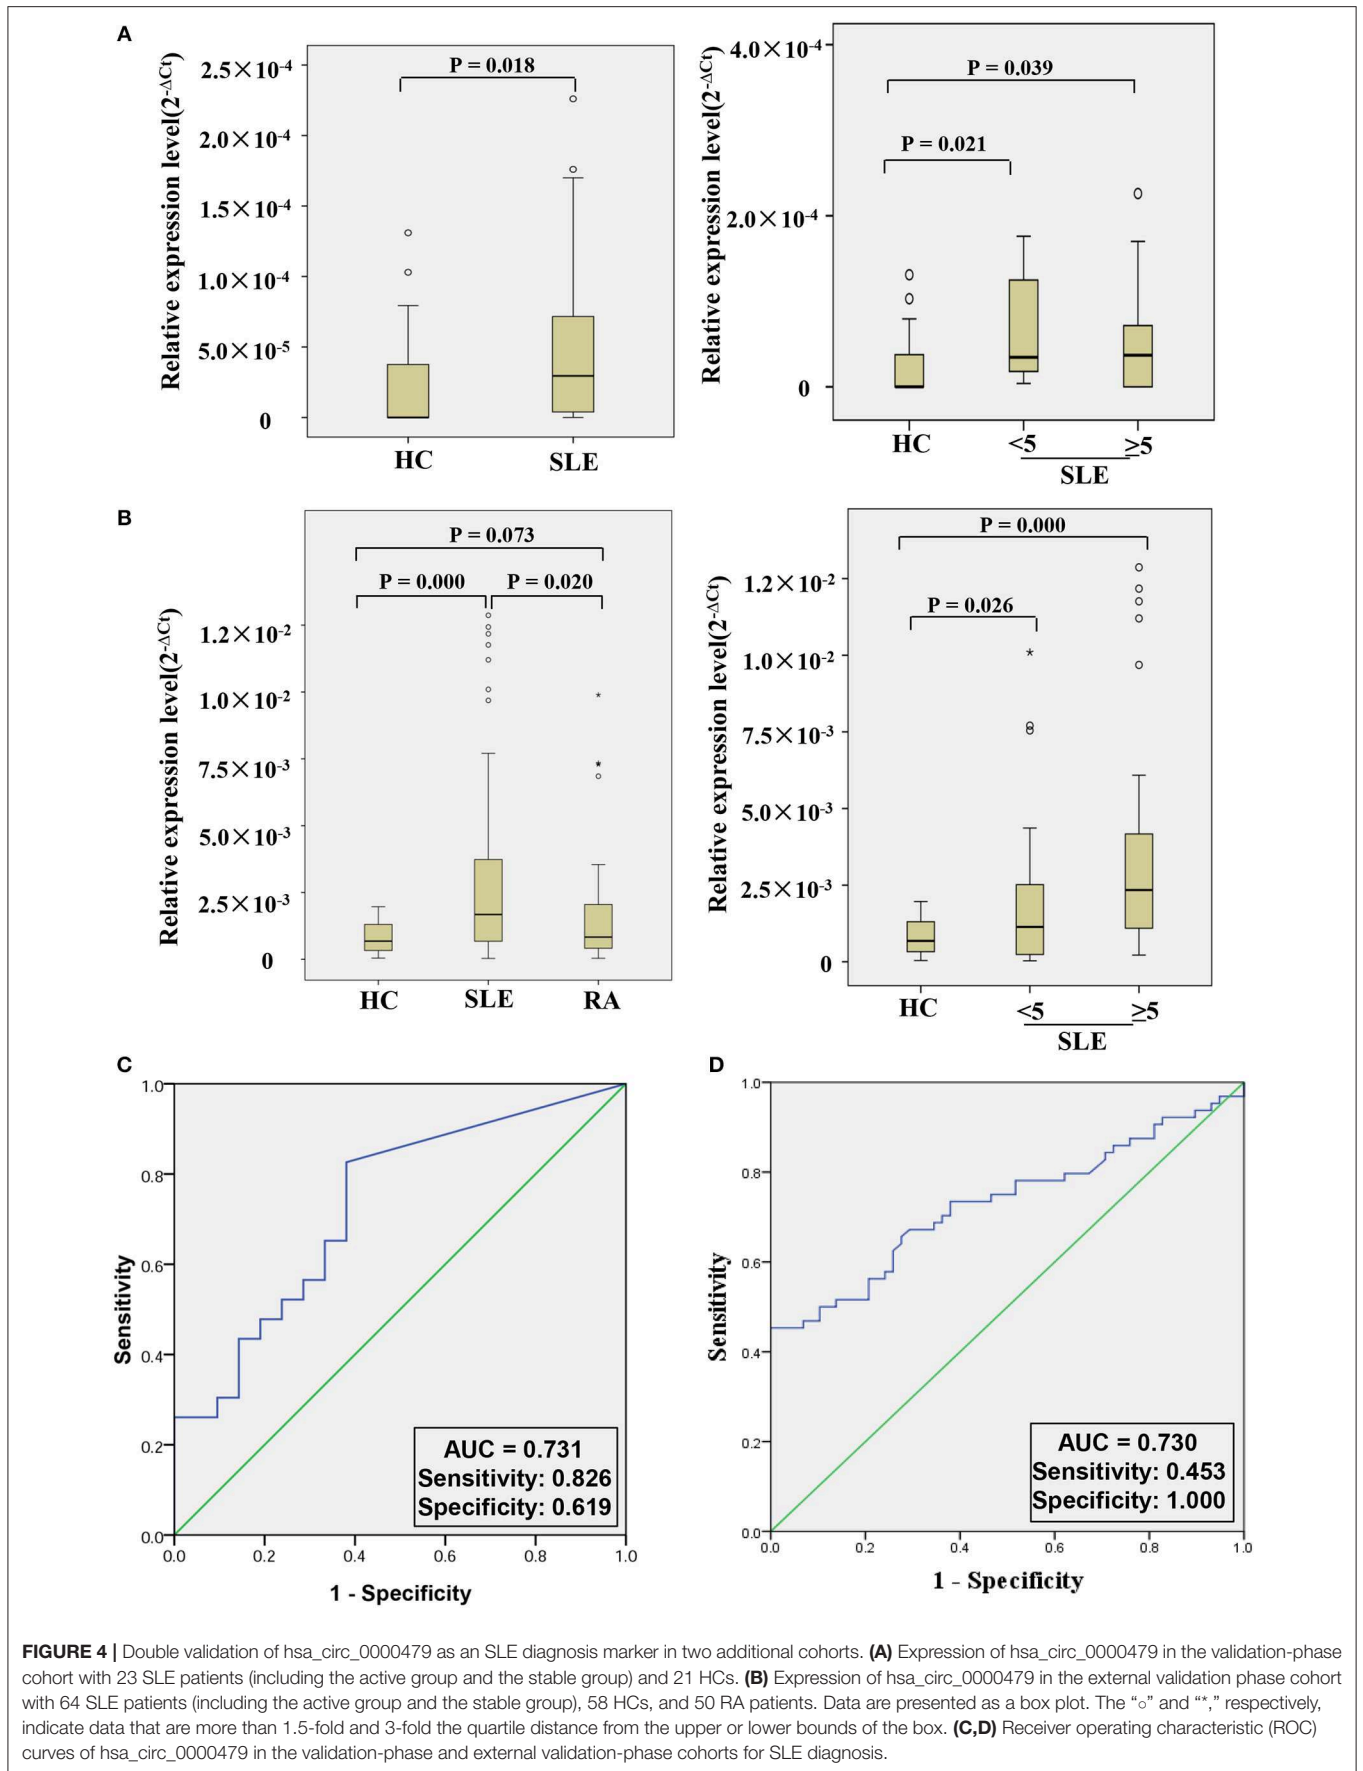 A
Relative expression level(2-ΔCt)
2.5×10-4
2.0×10-4
1.5×10-4
1.0×10-4
5.0×10-5
0
P = 0.018
HC SLE
Relative expression level(2-ΔCt)
4.0×10-4
2.0×10-4
0
P = 0.039
P = 0.021
HC <5 ≥5
SLE
B
Relative expression level(2-ΔCt)
1.2×10-2
1.0×10-2
7.5×10-3
5.0×10-3
2.5×10-3
0
P = 0.073
P = 0.000 P = 0.020
HC SLE RA
Relative expression level(2-ΔCt)
1.2×10-2
1.0×10-2
7.5×10-3
5.0×10-3
2.5×10-3
0
P = 0.000
P = 0.026
HC <5 ≥5
SLE
C
Sensitivity
1.0
0.8
0.6
0.4
0.2
0.0
AUC = 0.731
Sensitivity: 0.826
Specificity: 0.619
0.0 0.2 0.4 0.6 0.8 1.0
1 - Specificity
D
Sensitivity
1.0
0.8
0.6
0.4
0.2
0.0
AUC = 0.730
Sensitivity: 0.453
Specificity: 1.000
0.0 0.2 0.4 0.6 0.8 1.0
1 - Specificity
FIGURE 4 | Double validation of hsa_circ_0000479 as an SLE diagnosis marker in two additional cohorts. (A) Expression of hsa_circ_0000479 in the validation-phase
cohort with 23 SLE patients (including the active group and the stable group) and 21 HCs. (B) Expression of hsa_circ_0000479 in the external validation phase cohort
with 64 SLE patients (including the active group and the stable group), 58 HCs, and 50 RA patients. Data are presented as a box plot. The “○” and “*,” respectively,
indicate data that are more than 1.5-fold and 3-fold the quartile distance from the upper or lower bounds of the box. (C,D) Receiver operating characteristic (ROC)
curves of hsa_circ_0000479 in the validation-phase and external validation-phase cohorts for SLE diagnosis.